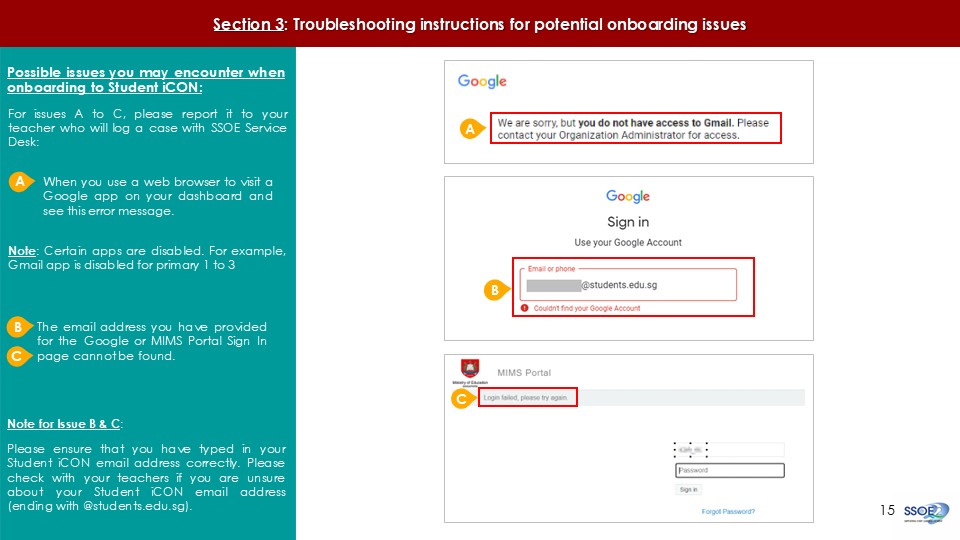 Section 3: Troubleshooting instructions for potential onboarding issues
Possible issues you may encounter when
onboarding to Student iCON:
For issues A to C, please report it to your
teacher who will log a case with SSOE Service
Desk:
A
When you use a web browser to visit a
Google app on your dashboard and
see this error message.
Note: Certain apps are disabled. For example,
Gmail app is disabled for primary 1 to 3
B
C
The email address you have provided
for the Google or MIMS Portal Sign In
page cannot be found.
Note for Issue B & C:
Please ensure that you have typed in your
Student iCON email address correctly. Please
check with your teachers if you are unsure
about your Student iCON email address
(ending with @students.edu.sg).
Google
A
We are sorry, but you do not have access to Gmail. Please
contact your Organization Administrator for access.
Google
Sign in
Use your Google Account
B
Email or phone
@students.edu.sg
Couldn't find your Google Account
Ministry of Education
MIMS Portal
C
Login failed, please try again.
Password
Sign in
Forgot Password?
15
SSOE